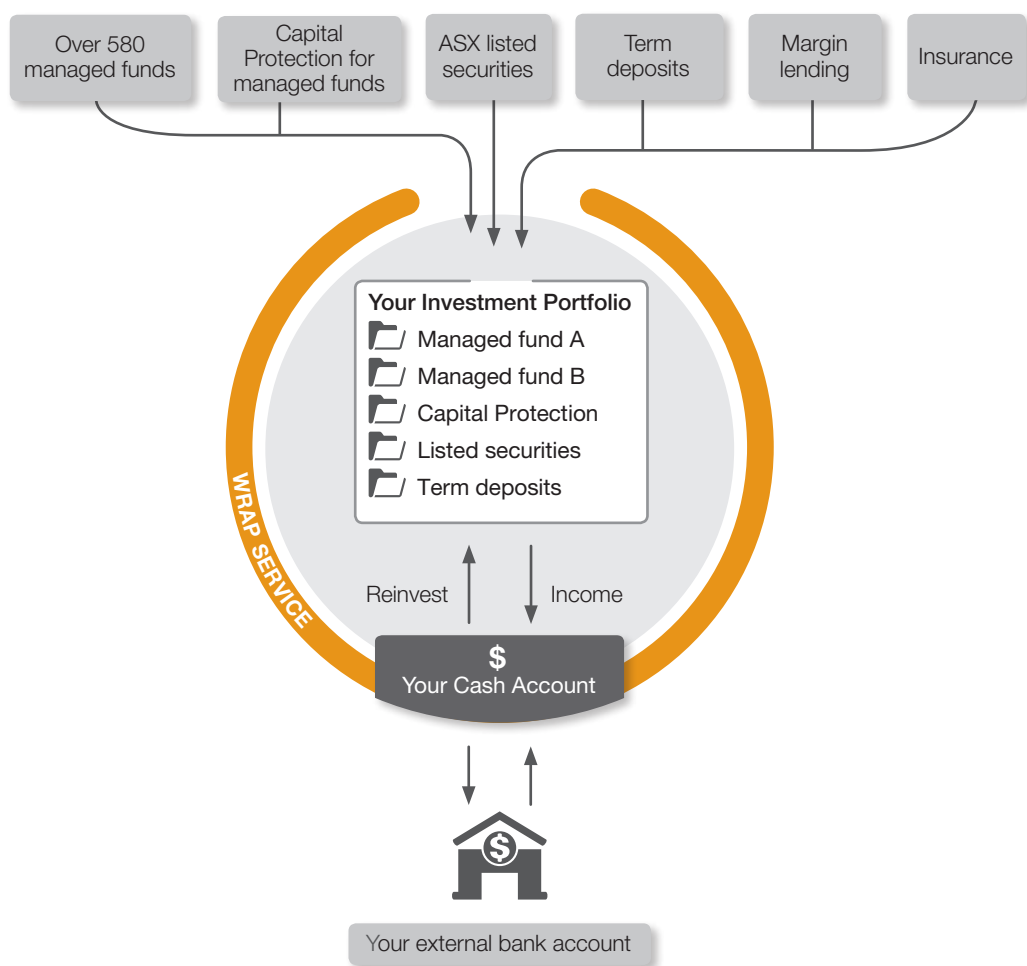 Over 580
managed funds
Capital
Protection for
managed funds
ASX listed
securities
Term
deposits
Margin
lending
Insurance
Your Investment Portfolio
Managed fund A
Managed fund B
Capital Protection
Listed securities
Term deposits
WRAP SERVICE
Reinvest
Income
$
Your Cash Account
$
Your external bank account